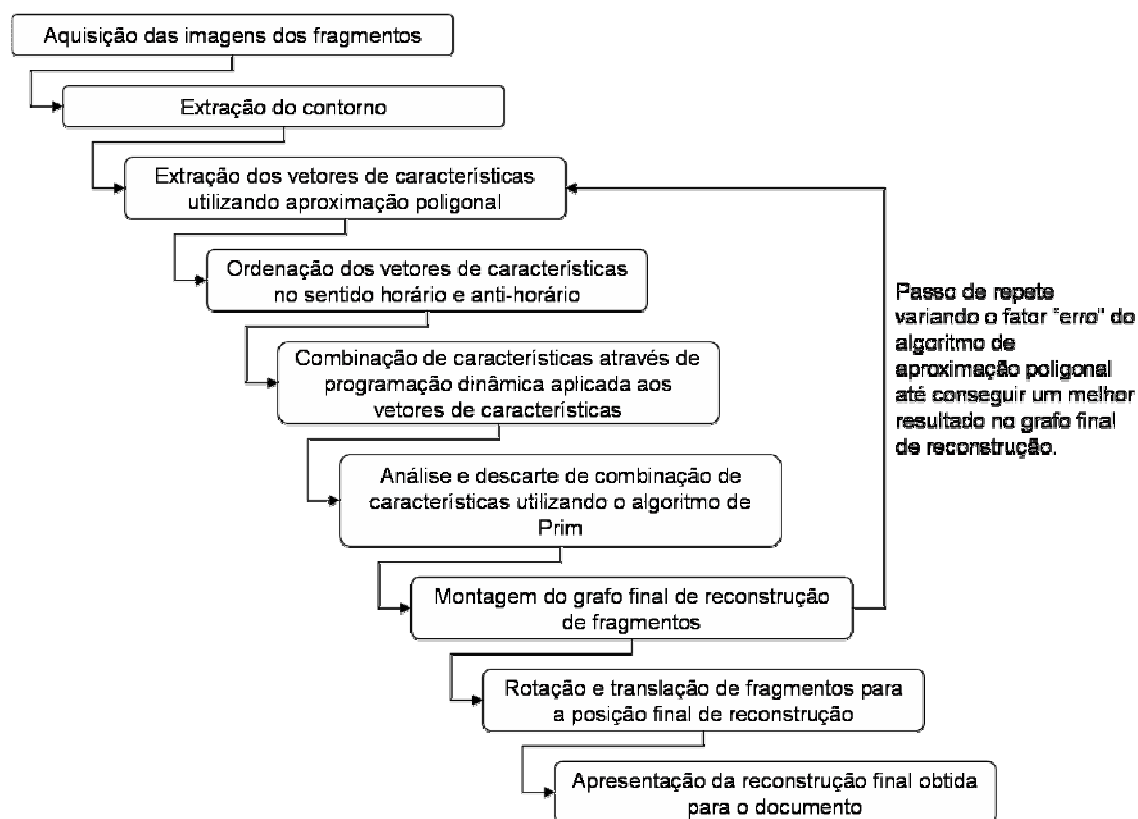 Aquisição das imagens dos fragmentos
Extração do contorno
Extração dos vetores de características
utilizando aproximação poligonal
Ordenação dos vetores de características
no sentido horário e anti-horário
Combinação de características através de
programação dinâmica aplicada aos
vetores de características
Análise e descarte de combinação de
características utilizando o algoritmo de
Prim
Montagem do grafo final de reconstrução
de fragmentos
Rotação e translação de fragmentos para
a posição final de reconstrução
Apresentação da reconstrução final obtida
para o documento
Passo de repete
variando o fator "erro" do
algoritmo de
aproximação poligonal
até conseguir um melhor
resultado no grafo final
de reconstrução.